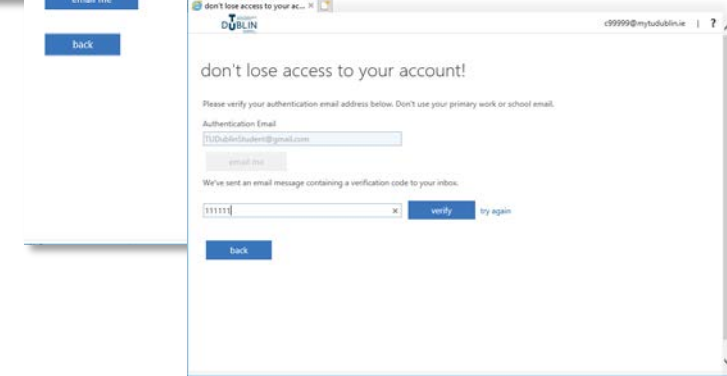 email me
back
don't lose access to your ac...
DUBLIN
c99999@mytudublin.ie | ?
don't lose access to your account!
Please verify your authentication email address below. Don't use your primary work or school email.
Authentication Email
TUDublinStudent@gmail.com
email me
We've sent an email message containing a verification code to your inbox.
111111 × verify try again
back